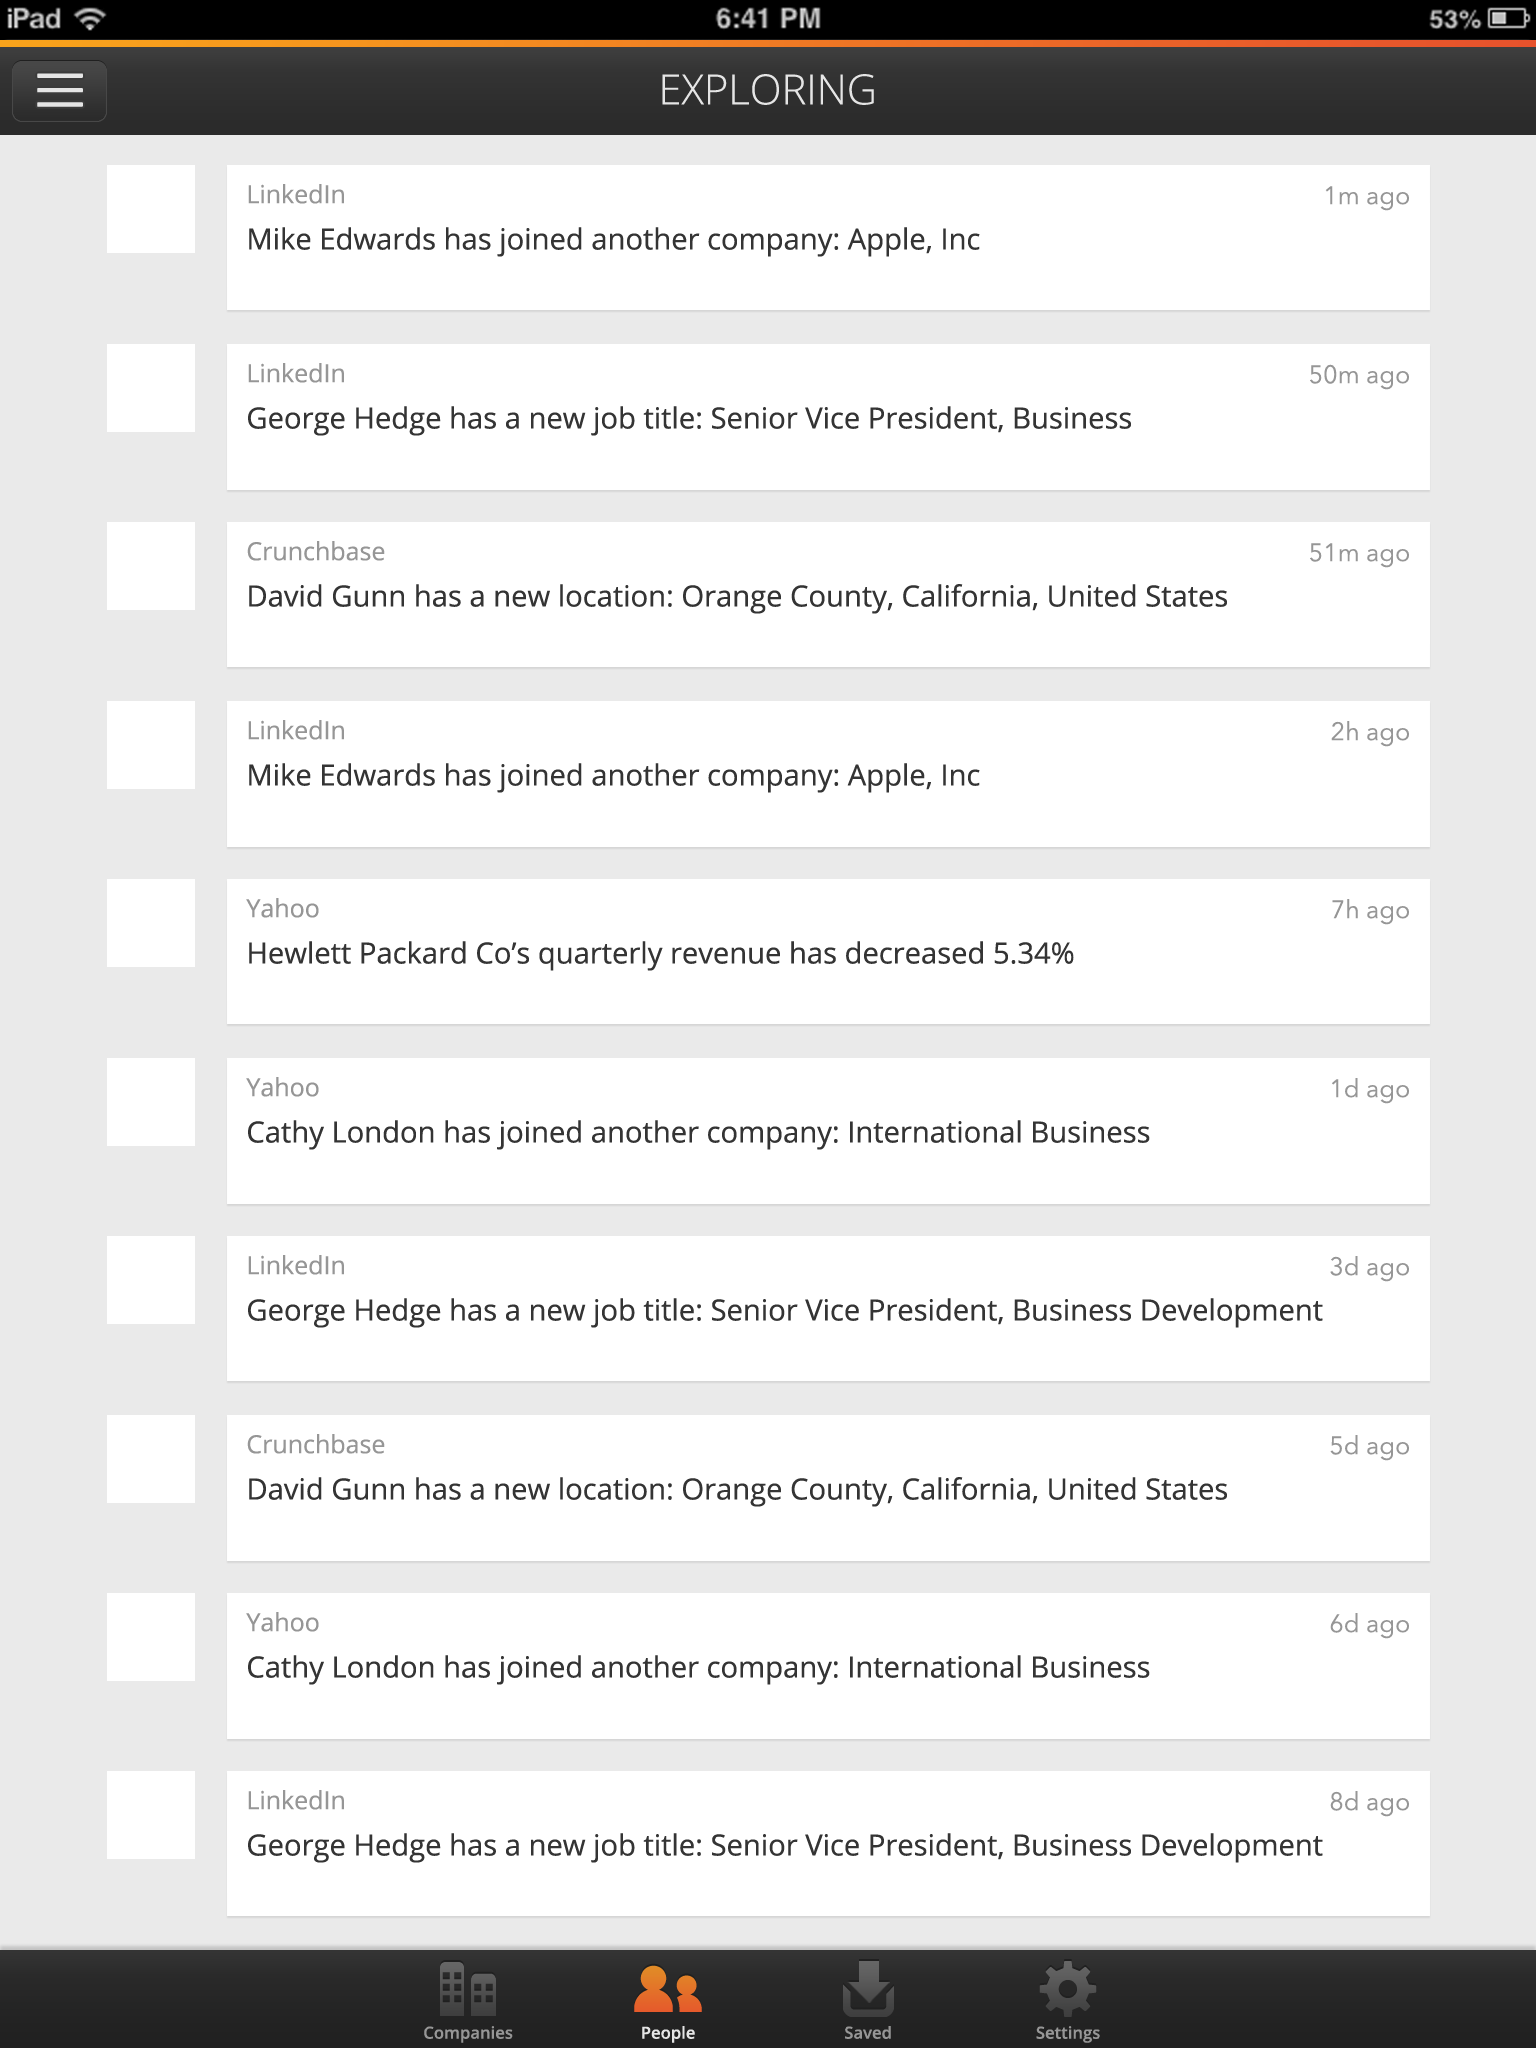 iPad 6:41 PM 53%
EXPLORING
LinkedIn 1m ago
Mike Edwards has joined another company: Apple, Inc
LinkedIn 50m ago
George Hedge has a new job title: Senior Vice President, Business
Crunchbase 51m ago
David Gunn has a new location: Orange County, California, United States
LinkedIn 2h ago
Mike Edwards has joined another company: Apple, Inc
Yahoo 7h ago
Hewlett Packard Co’s quarterly revenue has decreased 5.34%
Yahoo 1d ago
Cathy London has joined another company: International Business
LinkedIn 3d ago
George Hedge has a new job title: Senior Vice President, Business Development
Crunchbase 5d ago
David Gunn has a new location: Orange County, California, United States
Yahoo 6d ago
Cathy London has joined another company: International Business
LinkedIn 8d ago
George Hedge has a new job title: Senior Vice President, Business Development
Companies People Saved Settings